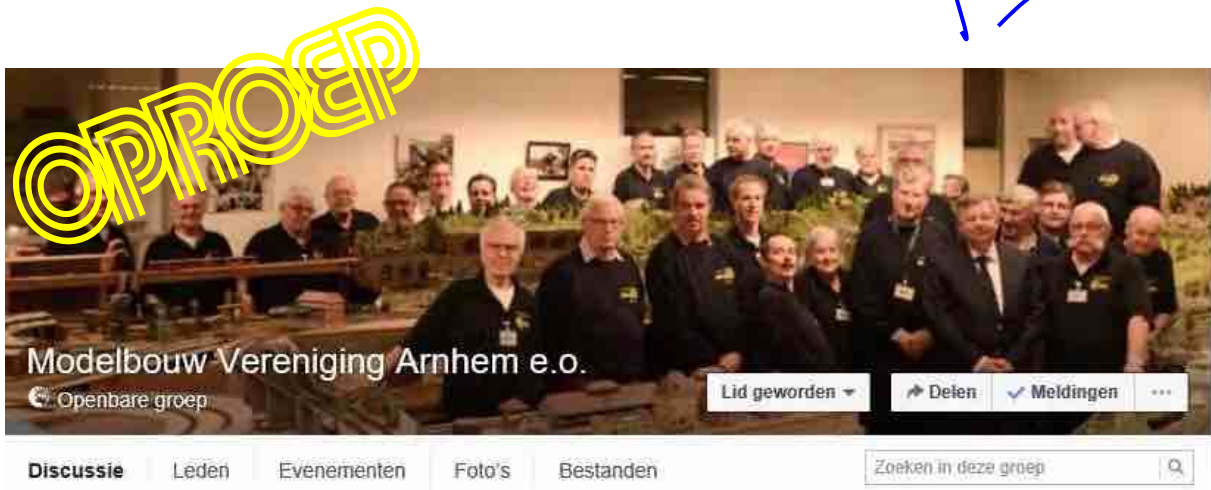 OPROEP
Modelbouw Vereniging Arnhem e.o.
Openbare groep
Lid geworden
Delen
Meldingen
Discussie Leden Evenementen Foto's Bestanden
Zoeken in deze groep